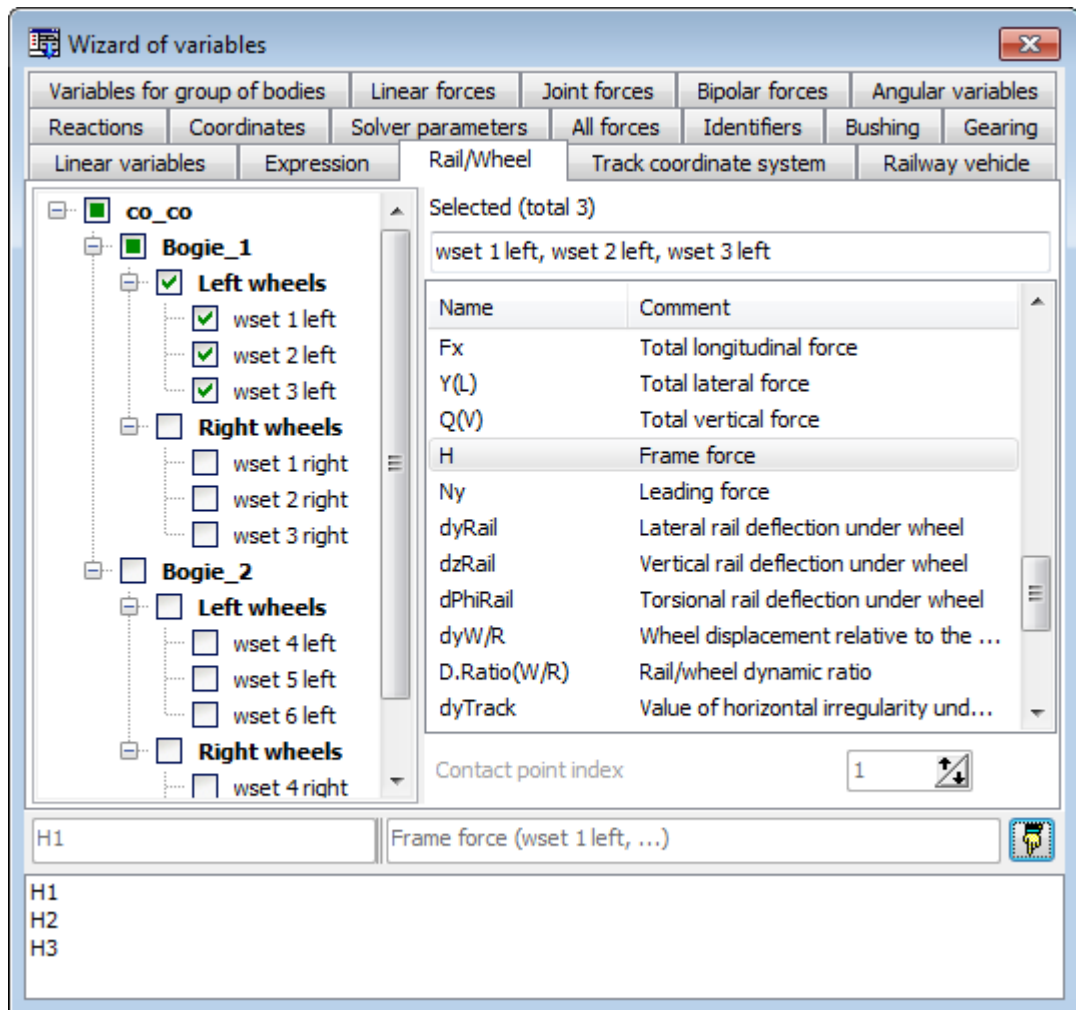 Wizard of variables
Variables for group of bodies Linear forces Joint forces Bipolar forces Angular variables
Reactions Coordinates Solver parameters All forces Identifiers Bushing Gearing
Linear variables Expression Rail/Wheel Track coordinate system Railway vehicle
co_co
Bogie_1
Left wheels
wset 1 left
wset 2 left
wset 3 left
Right wheels
wset 1 right
wset 2 right
wset 3 right
Bogie_2
Left wheels
wset 4 left
wset 5 left
wset 6 left
Right wheels
wset 4 right
Selected (total 3)
wset 1 left, wset 2 left, wset 3 left
Name Comment
Fx Total longitudinal force
Y(L) Total lateral force
Q(V) Total vertical force
H Frame force
Ny Leading force
dyRail Lateral rail deflection under wheel
dzRail Vertical rail deflection under wheel
dPhiRail Torsional rail deflection under wheel
dyW/R Wheel displacement relative to the ...
D.Ratio(W/R) Rail/wheel dynamic ratio
dyTrack Value of horizontal irregularity und...
Contact point index 1
H1 Frame force (wset 1 left, ...)
H1
H2
H3